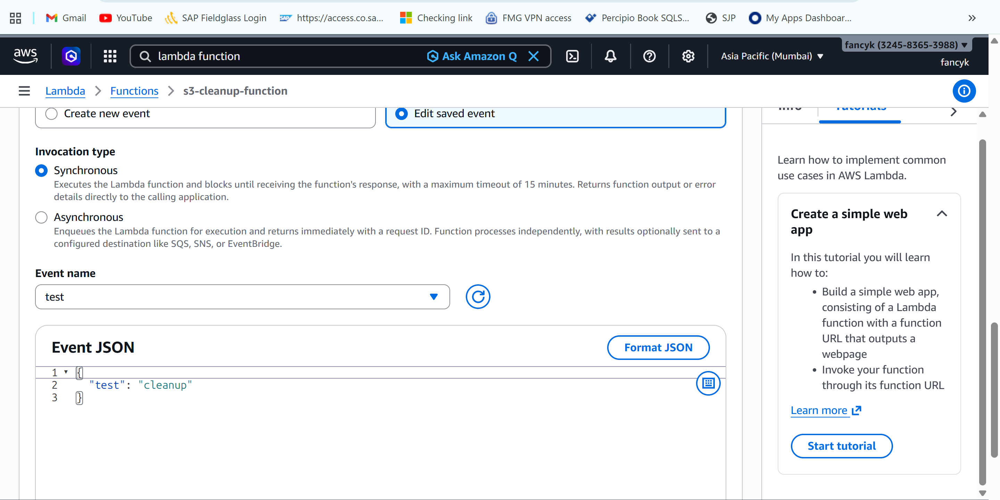 Gmail
YouTube
SAP Fieldglass Login
https://access.co.sa...
Checking link
FMG VPN access
Percipio Book SQLS...
SJP
My Apps Dashboar...
aws
lambda function
Ask Amazon Q
Asia Pacific (Mumbai)
fancyk (3245-8365-3988)
fancyk
Lambda
Functions
s3-cleanup-function
Create new event
Edit saved event
Info
Tutorials
Invocation type
Synchronous
Executes the Lambda function and blocks until receiving the function's response, with a maximum timeout of 15 minutes. Returns function output or error
details directly to the calling application.
Asynchronous
Enqueues the Lambda function for execution and returns immediately with a request ID. Function processes independently, with results optionally sent to a
configured destination like SQS, SNS, or EventBridge.
Event name
test
Event JSON
Format JSON
1 {
2 "test": "cleanup"
3 }
Learn how to implement common
use cases in AWS Lambda.
Create a simple web
app
In this tutorial you will learn
how to:
• Build a simple web app,
consisting of a Lambda
function with a function
URL that outputs a
webpage
• Invoke your function
through its function URL
Learn more
Start tutorial